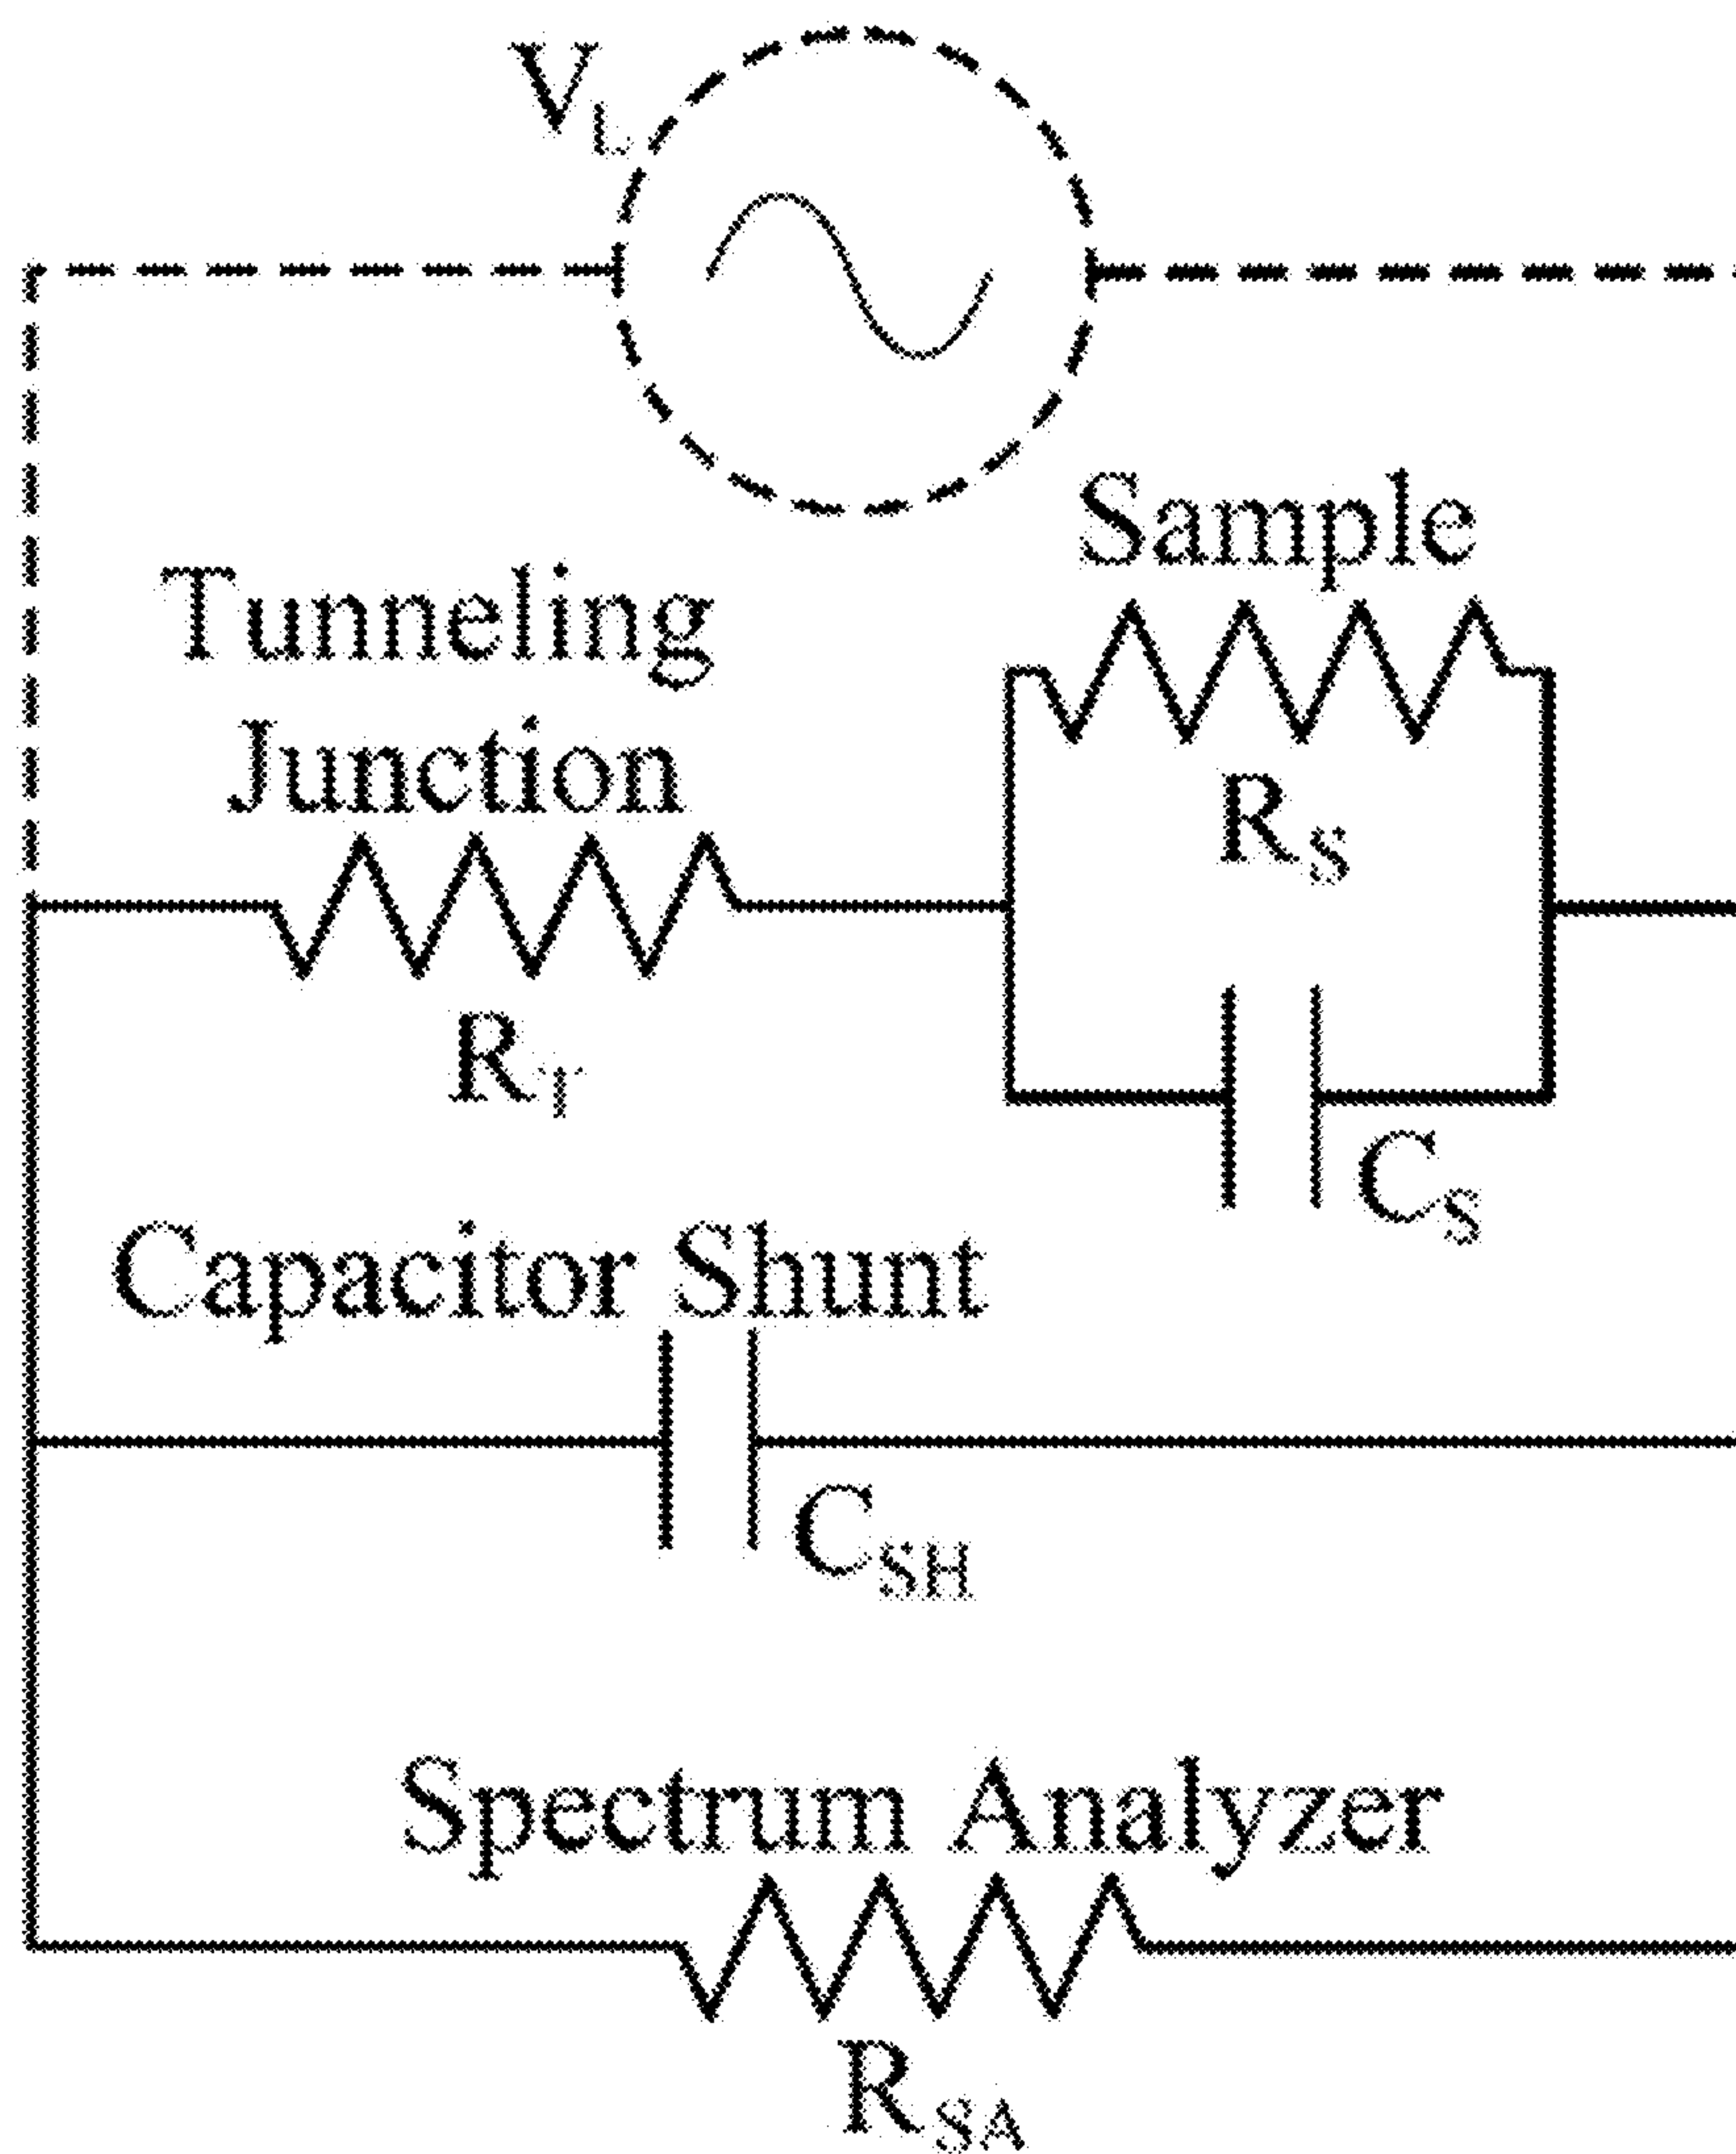 V_L
Sample
Tunneling
Junction
R_S
R_T
C_S
Capacitor Shunt
C_SH
Spectrum Analyzer
R_SA